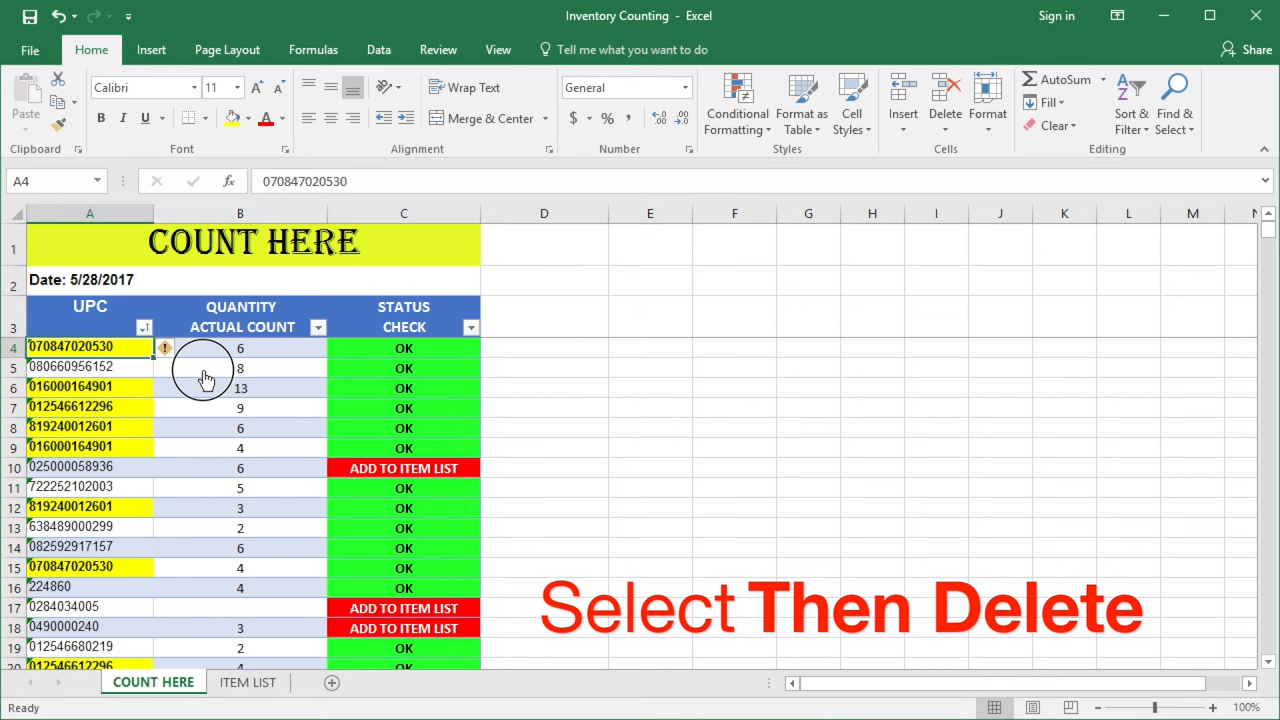 Inventory Counting - Excel
Sign in
File Home Insert Page Layout Formulas Data Review View Tell me what you want to do Share
Paste
Calibri 11
B I U
Wrap Text
Merge & Center
General
$ % ,
Conditional Formatting
Format as Table
Cell Styles
Insert Delete Format
AutoSum
Fill
Clear
Sort & Filter
Find & Select
Clipboard Font Alignment Number Styles Cells Editing
A4 fx 070847020530
A B C D E F G H I J K L M N
1 COUNT HERE
2 Date: 5/28/2017
3 UPC QUANTITY ACTUAL COUNT STATUS CHECK
4 070847020530 6 OK
5 080660956152 8 OK
6 016000164901 13 OK
7 012546612296 9 OK
8 819240012601 6 OK
9 016000164901 4 OK
10 025000058936 6 ADD TO ITEM LIST
11 722252102003 5 OK
12 819240012601 3 OK
13 638489000299 2 OK
14 082592917157 6 OK
15 070847020530 4 OK
16 224860 4 OK
17 0284034005 ADD TO ITEM LIST
18 0490000240 3 ADD TO ITEM LIST
19 012546680219 2 OK
20 012546612296 4 OK
Select Then Delete
COUNT HERE ITEM LIST
Ready 100%